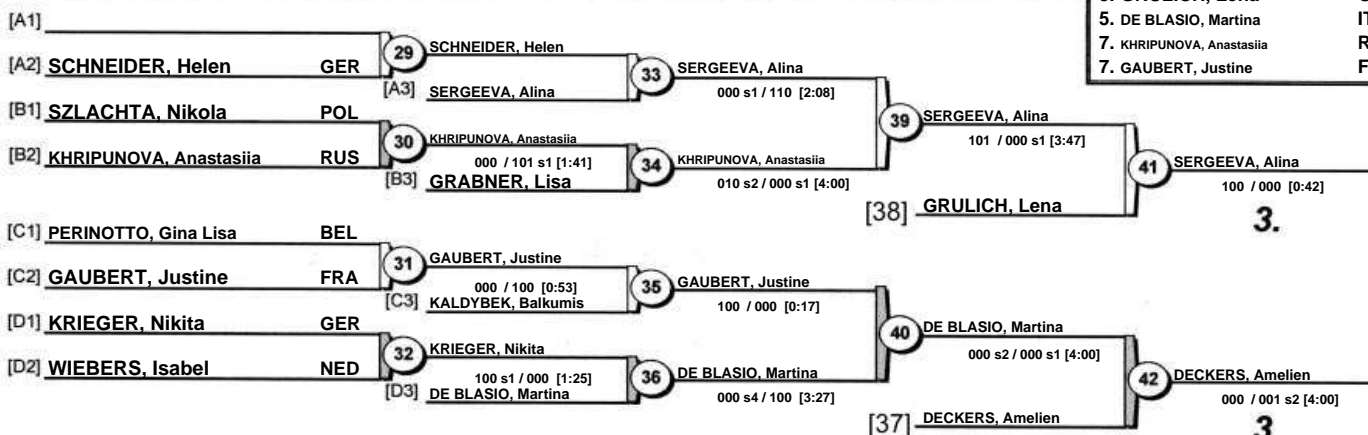 5. DE BLASIO, Martina
7. KHRIPUNOVA, Anastasiia R
7. GAUBERT, Justine F
[A1]
[A2] SCHNEIDER, Helen GER
29
SCHNEIDER, Helen
[A3] SERGEEVA, Alina
33
SERGEEVA, Alina
000 s1 / 110 [2:08]
[B1] SZLACHTA, Nikola POL
[B2] KHRIPUNOVA, Anastasiia RUS
30
KHRIPUNOVA, Anastasiia
000 / 101 s1 [1:41]
[B3] GRABNER, Lisa
34
KHRIPUNOVA, Anastasiia
010 s2 / 000 s1 [4:00]
39
SERGEEVA, Alina
101 / 000 s1 [3:47]
[38] GRULICH, Lena
41
SERGEEVA, Alina
100 / 000 [0:42]
3.
[C1] PERINOTTO, Gina Lisa BEL
[C2] GAUBERT, Justine FRA
31
GAUBERT, Justine
000 / 100 [0:53]
[C3] KALDYBEK, Balkumis
35
GAUBERT, Justine
100 / 000 [0:17]
[D1] KRIEGER, Nikita GER
[D2] WIEBERS, Isabel NED
32
KRIEGER, Nikita
100 s1 / 000 [1:25]
[D3] DE BLASIO, Martina
36
DE BLASIO, Martina
000 s4 / 100 [3:27]
40
DE BLASIO, Martina
000 s2 / 000 s1 [4:00]
[37] DECKERS, Amelien
42
DECKERS, Amelien
000 / 001 s2 [4:00]
3